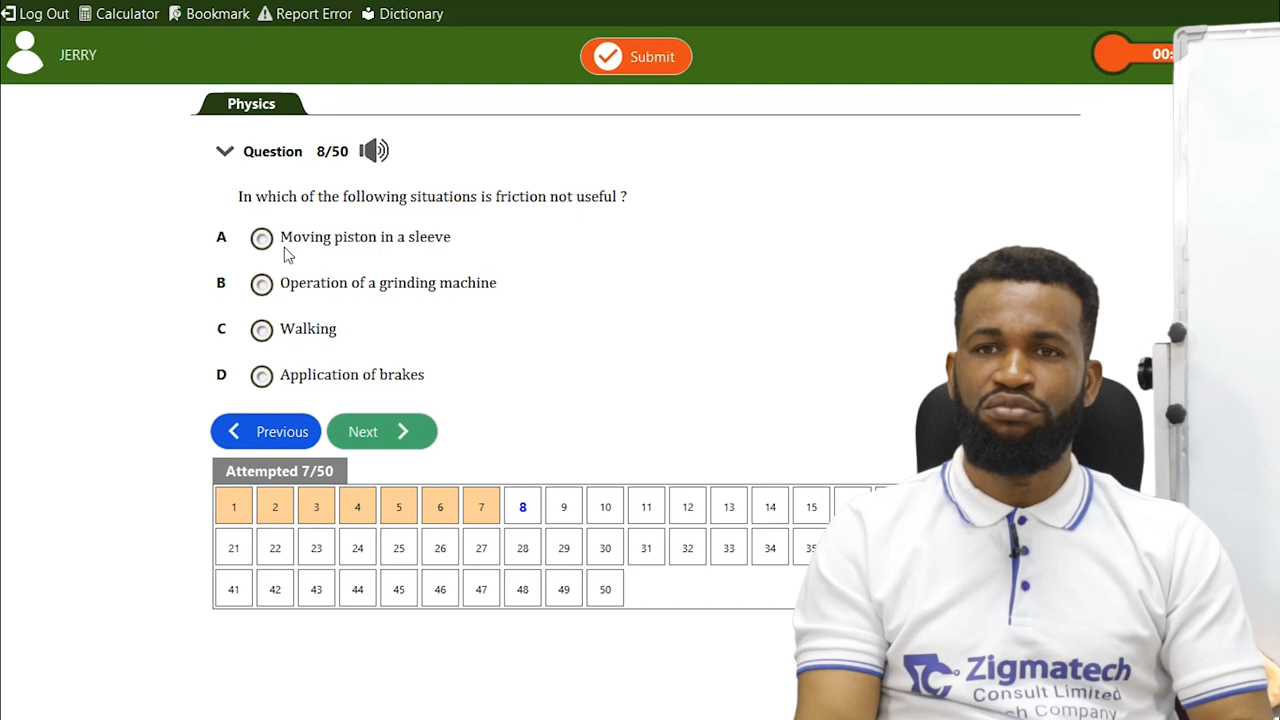 Log Out Calculator Bookmark Report Error Dictionary
JERRY
Submit
00:
Physics
Question 8/50
In which of the following situations is friction not useful ?
A Moving piston in a sleeve
B Operation of a grinding machine
C Walking
D Application of brakes
Previous Next
Attempted 7/50
1 2 3 4 5 6 7 8 9 10 11 12 13 14 15
21 22 23 24 25 26 27 28 29 30 31 32 33 34 35
41 42 43 44 45 46 47 48 49 50
Zigmatech
Consult Limited
ech Company